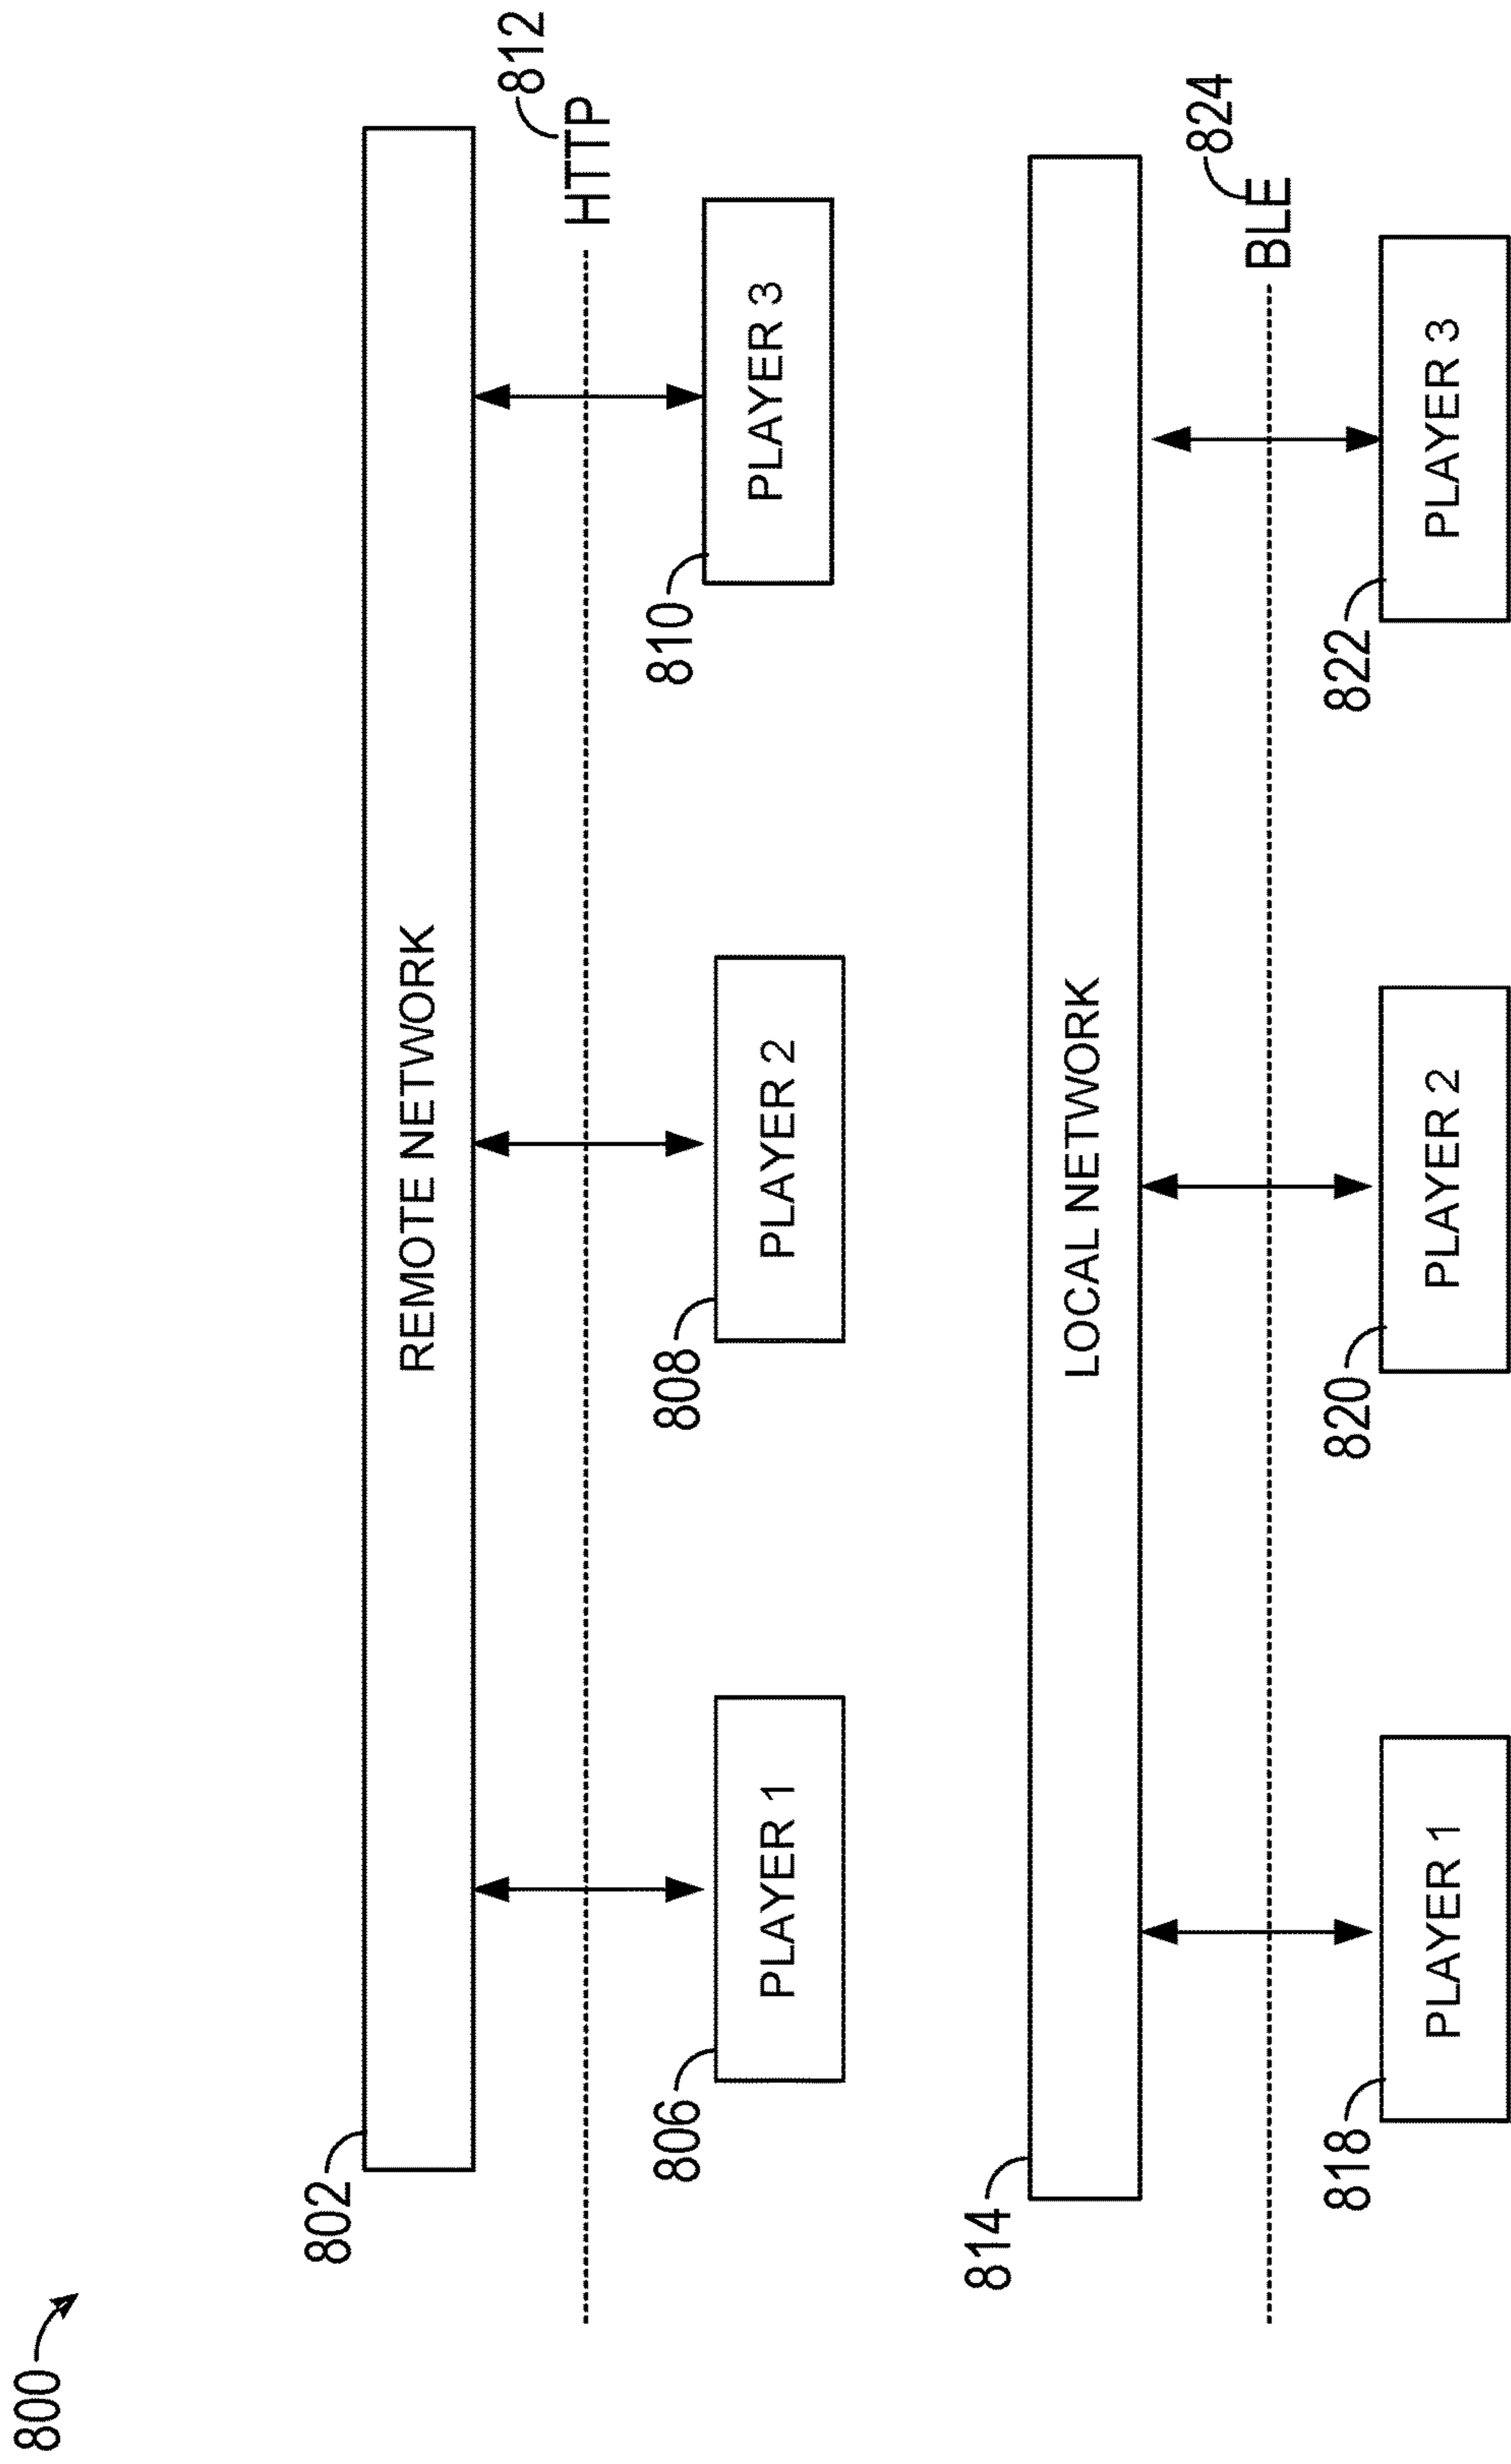 800
802
REMOTE NETWORK
812
HTTP
806
PLAYER 1
808
PLAYER 2
810
PLAYER 3
814
LOCAL NETWORK
824
BLE
818
PLAYER 1
820
PLAYER 2
822
PLAYER 3